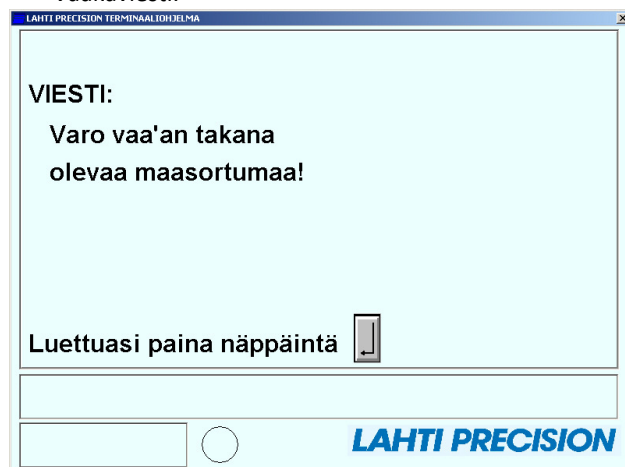 LAHTI PRECISION TERMINAALIOHJELMA
VIESTI:
Varo vaa'an takana
olevaa maasortumaa!
Luettuasi paina näppäintä
LAHTI PRECISION